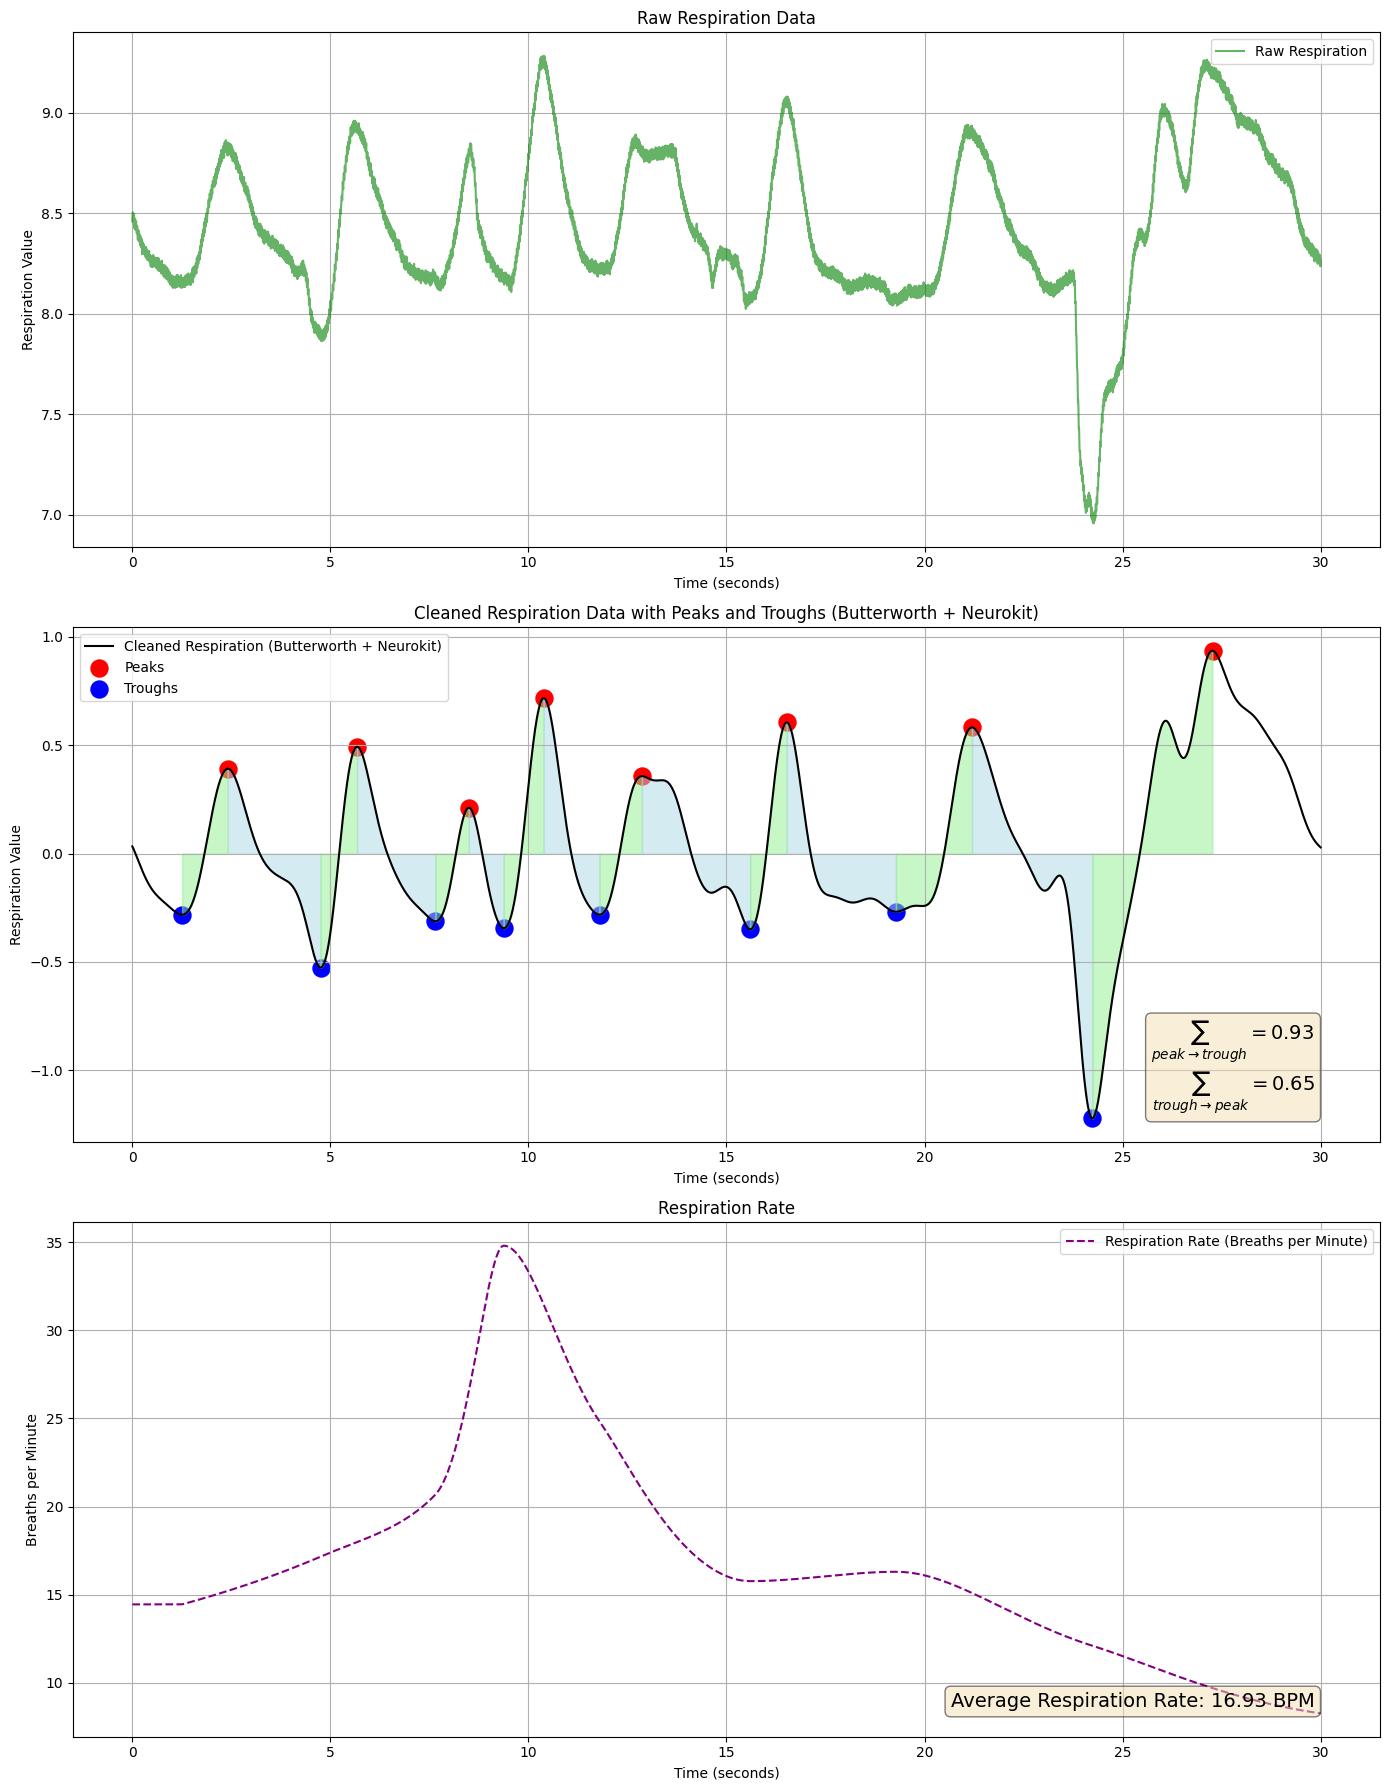 Raw Respiration Data
Raw Respiration
Respiration Value
9.0
8.5
8.0
7.5
7.0
0 5 10 15 20 25 30
Time (seconds)
Cleaned Respiration Data with Peaks and Troughs (Butterworth + Neurokit)
Cleaned Respiration (Butterworth + Neurokit)
Peaks
Troughs
Respiration Value
1.0
0.5
0.0
−0.5
−1.0
∑ = 0.93
peak→trough
∑ = 0.65
trough→peak
0 5 10 15 20 25 30
Time (seconds)
Respiration Rate
Respiration Rate (Breaths per Minute)
Breaths per Minute
35
30
25
20
15
10
Average Respiration Rate: 16.93 BPM
0 5 10 15 20 25 30
Time (seconds)